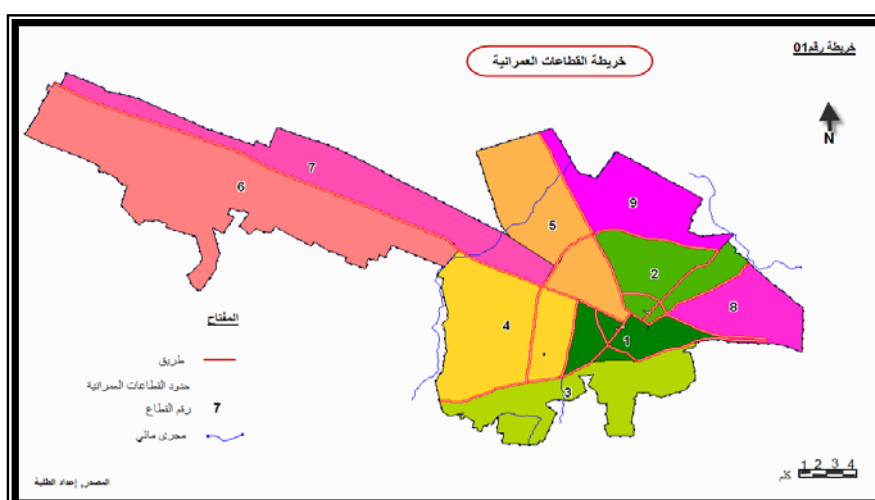 خريطة رقم01
خريطة القطاعات العمرانية
N
7
6
9
5
2
8
4
1
3
المفتاح
طريق
حدود القطاعات العمرانية
رقم القطاع 7
مجرى مائي
1 2 3 4
كلم
المصدر, إعداد الطلبة